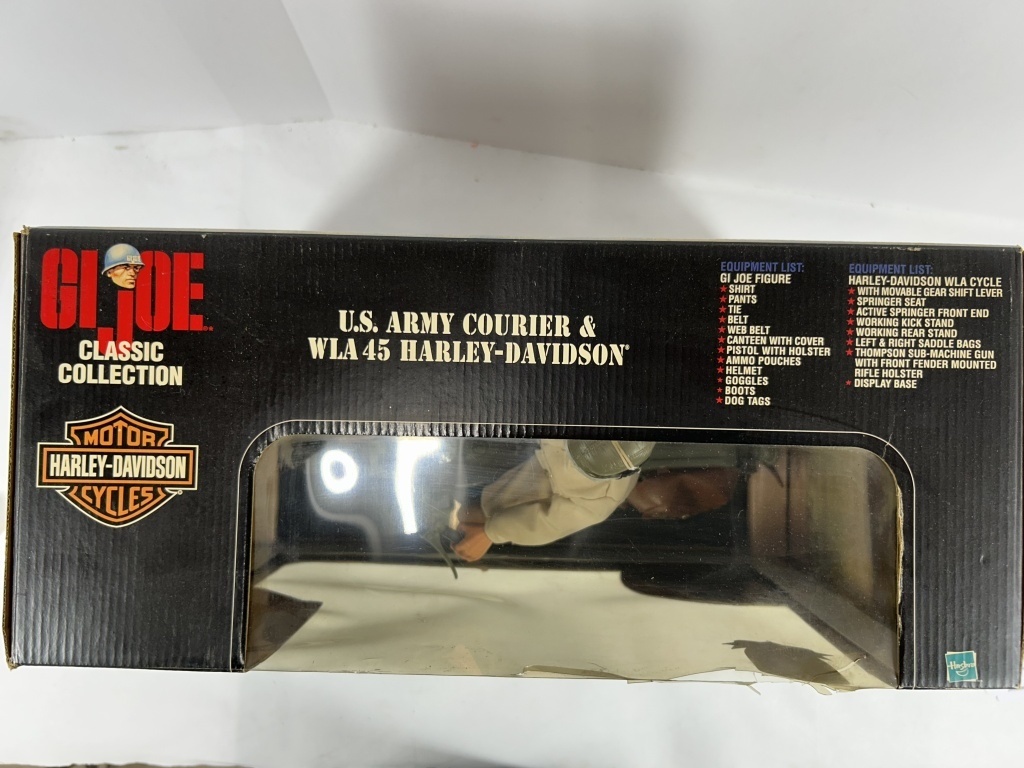 GI JOE
CLASSIC
COLLECTION
MOTOR
HARLEY-DAVIDSON
CYCLES
U.S. ARMY COURIER &
WLA 45 HARLEY-DAVIDSON®
EQUIPMENT LIST:
GI JOE FIGURE
★ SHIRT
★ PANTS
★ TIE
★ BELT
★ WEB BELT
★ CANTEEN WITH COVER
★ PISTOL WITH HOLSTER
★ AMMO POUCHES
★ HELMET
★ GOGGLES
★ BOOTS
★ DOG TAGS
EQUIPMENT LIST:
HARLEY-DAVIDSON WLA CYCLE
★ WITH MOVABLE GEAR SHIFT LEVER
★ SPRINGER SEAT
★ ACTIVE SPRINGER FRONT END
★ WORKING KICK STAND
★ WORKING REAR STAND
★ LEFT & RIGHT SADDLE BAGS
★ THOMPSON SUB-MACHINE GUN
WITH FRONT FENDER MOUNTED
RIFLE HOLSTER
★ DISPLAY BASE
Hasbro